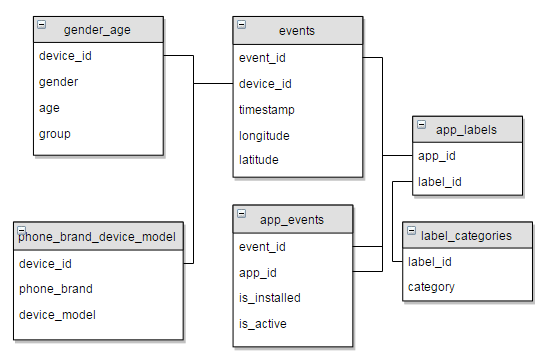 gender_age
device_id
gender
age
group
events
event_id
device_id
timestamp
longitude
latitude
app_labels
app_id
label_id
phone_brand_device_model
device_id
phone_brand
device_model
app_events
event_id
app_id
is_installed
is_active
label_categories
label_id
category